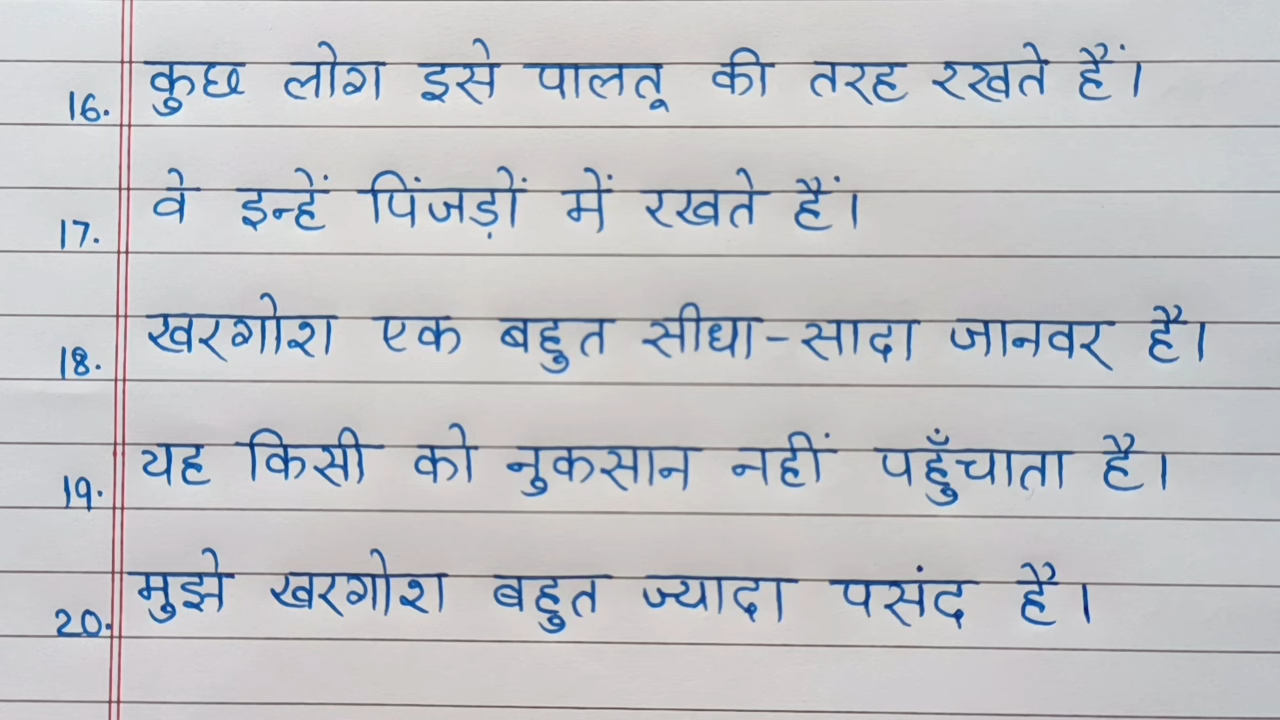 16. कुछ लोग इसे पालतू की तरह रखते हैं।
17. वे इन्हें पिंजड़ों में रखते हैं।
18. खरगोश एक बहुत सीधा-सादा जानवर है।
19. यह किसी को नुकसान नहीं पहुँचाता है।
20. मुझे खरगोश बहुत ज्यादा पसंद है।